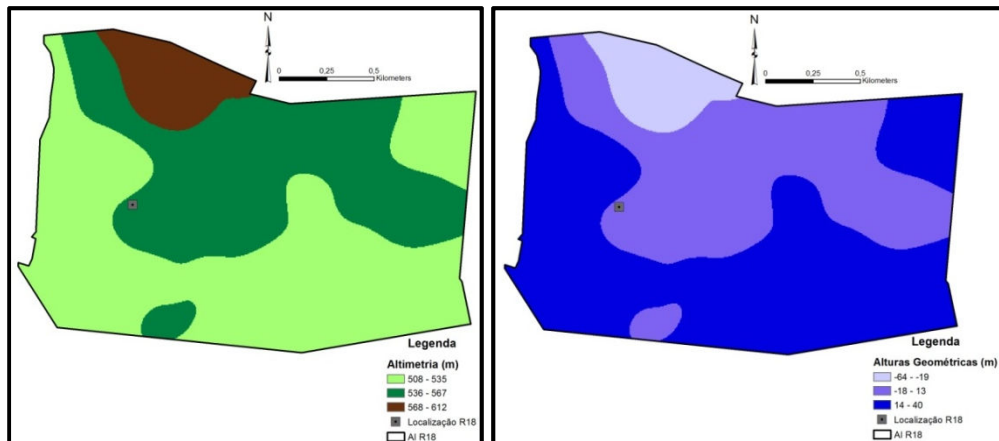 N
0 0,25 0,5
Kilometers
Legenda
Altimetria (m)
508 - 535
536 - 567
568 - 612
Localização R18
AI R18
N
0 0,25 0,5
Kilometers
Legenda
Alturas Geométricas (m)
-64 - -19
-18 - 13
14 - 40
Localização R18
AI R18